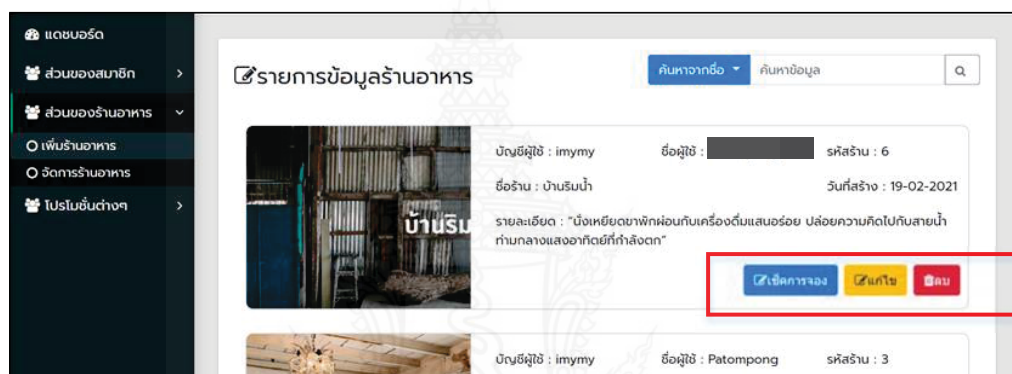 แดชบอร์ด
ส่วนของสมาชิก
ส่วนของร้านอาหาร
เพิ่มร้านอาหาร
จัดการร้านอาหาร
โปรโมชั่นต่างๆ
รายการข้อมูลร้านอาหาร
ค้นหาจากชื่อ ค้นหาข้อมูล
บ้านริม
บัญชีผู้ใช้ : imymy ชื่อผู้ใช้ : รหัสร้าน : 6
ชื่อร้าน : บ้านริมน้ำ วันที่สร้าง : 19-02-2021
รายละเอียด : "นั่งเหยียดขาพักผ่อนกับเครื่องดื่มแสนอร่อย ปล่อยความคิดไปกับสายน้ำ
ท่ามกลางแสงอาทิตย์ที่กำลังตก"
เช็คการจอง แก้ไข ลบ
บัญชีผู้ใช้ : imymy ชื่อผู้ใช้ : Patompong รหัสร้าน : 3